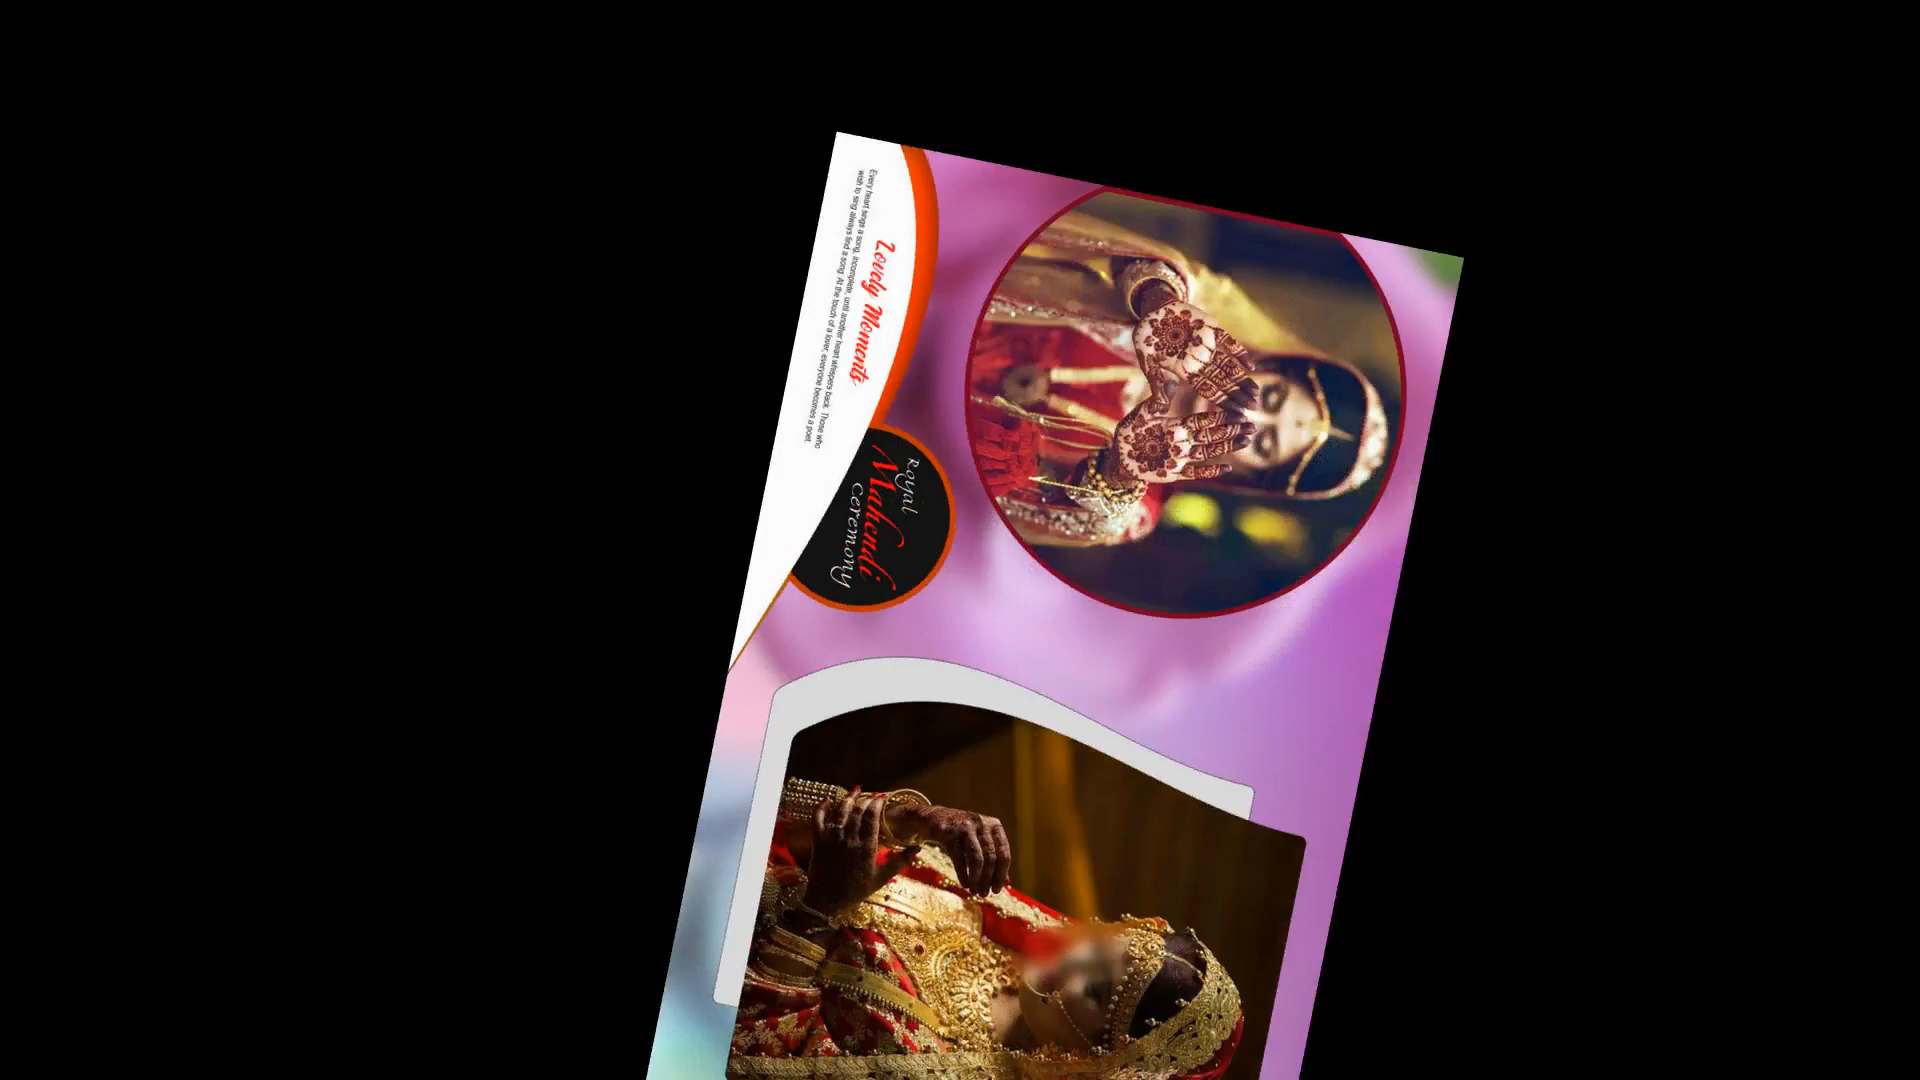 Lovely Moments
Every heart sings a song, incomplete, until another heart whispers back. Those who
wish to sing always find a song. At the touch of a lover, everyone becomes a poet.
Royal
Mahendi
ceremony